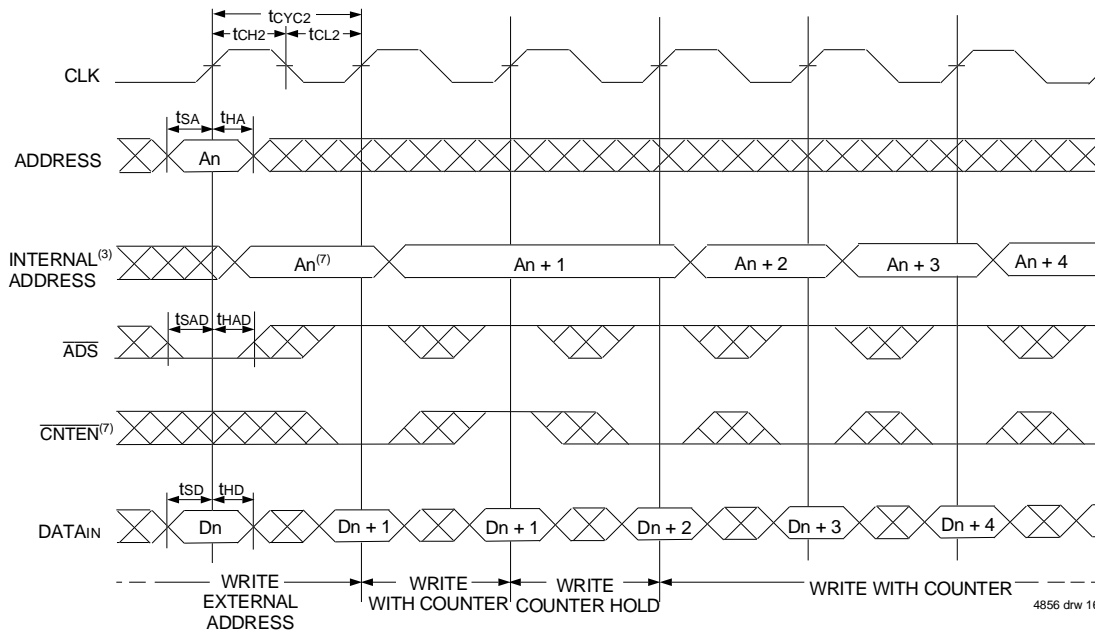 tCYC2
tCH2 tCL2
CLK
tSA tHA
ADDRESS An
INTERNAL(3)
ADDRESS
An(7) An + 1 An + 2 An + 3 An + 4
tSAD tHAD
ADS
CNTEN(7)
tSD tHD
DATAIN Dn Dn + 1 Dn + 1 Dn + 2 Dn + 3 Dn + 4
WRITE
EXTERNAL
ADDRESS
WRITE
WITH COUNTER
WRITE
COUNTER HOLD
WRITE WITH COUNTER
4856 drw 16